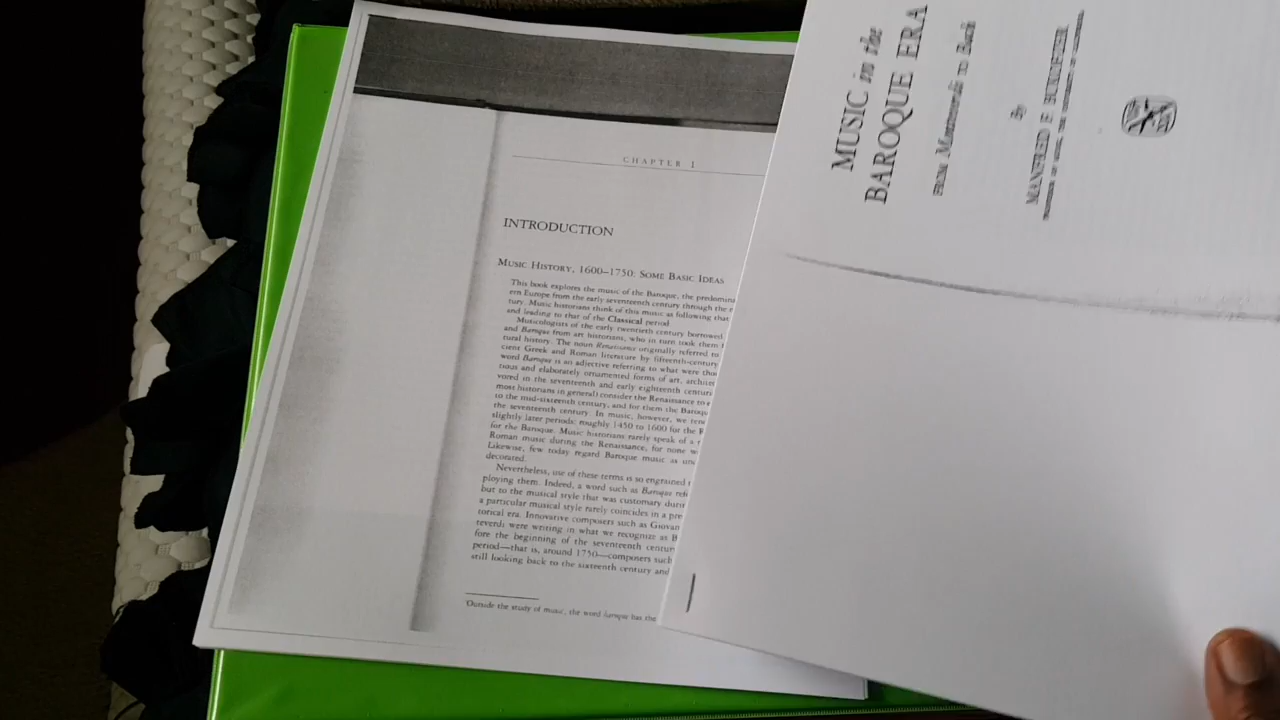 CHAPTER 1
INTRODUCTION
MUSIC HISTORY, 1600–1750: SOME BASIC IDEAS
This book explores the music of the Baroque, the predomina
ern Europe from the early seventeenth century through the
tury. Music historians think of this music as following that
and leading to that of the Classical period.
Musicologists of the early twentieth century borrowed
and Baroque from art historians, who in turn took them
tural history. The noun Renaissance originally referred to
cient Greek and Roman literature by fifteenth-century
word Baroque is an adjective referring to what were thou
tious and elaborately ornamented forms of art, archite
vored in the seventeenth and early eighteenth centuri
most historians in general) consider the Renaissance to
to the mid-sixteenth century, and for them the Baroqu
the seventeenth century. In music, however, we ten
slightly later periods: roughly 1450 to 1600 for the R
for the Baroque. Music historians rarely speak of a
Roman music during the Renaissance, for none w
Likewise, few today regard Baroque music as
decorated.
Nevertheless, use of these terms is so engrained
ploying them. Indeed, a word such as Baroque refe
but to the musical style that was customary durin
a particular musical style rarely coincides in a pre
torical era. Innovative composers such as Giovan
teverdi were writing in what we recognize as B
fore the beginning of the seventeenth centur
period—that is, around 1750—composers such
still looking back to the sixteenth century and
Outside the study of music, the word baroque has the
MUSIC in the
BAROQUE ERA
FROM Monteverdi to Bach
By
MANFRED F. BUKOFZER